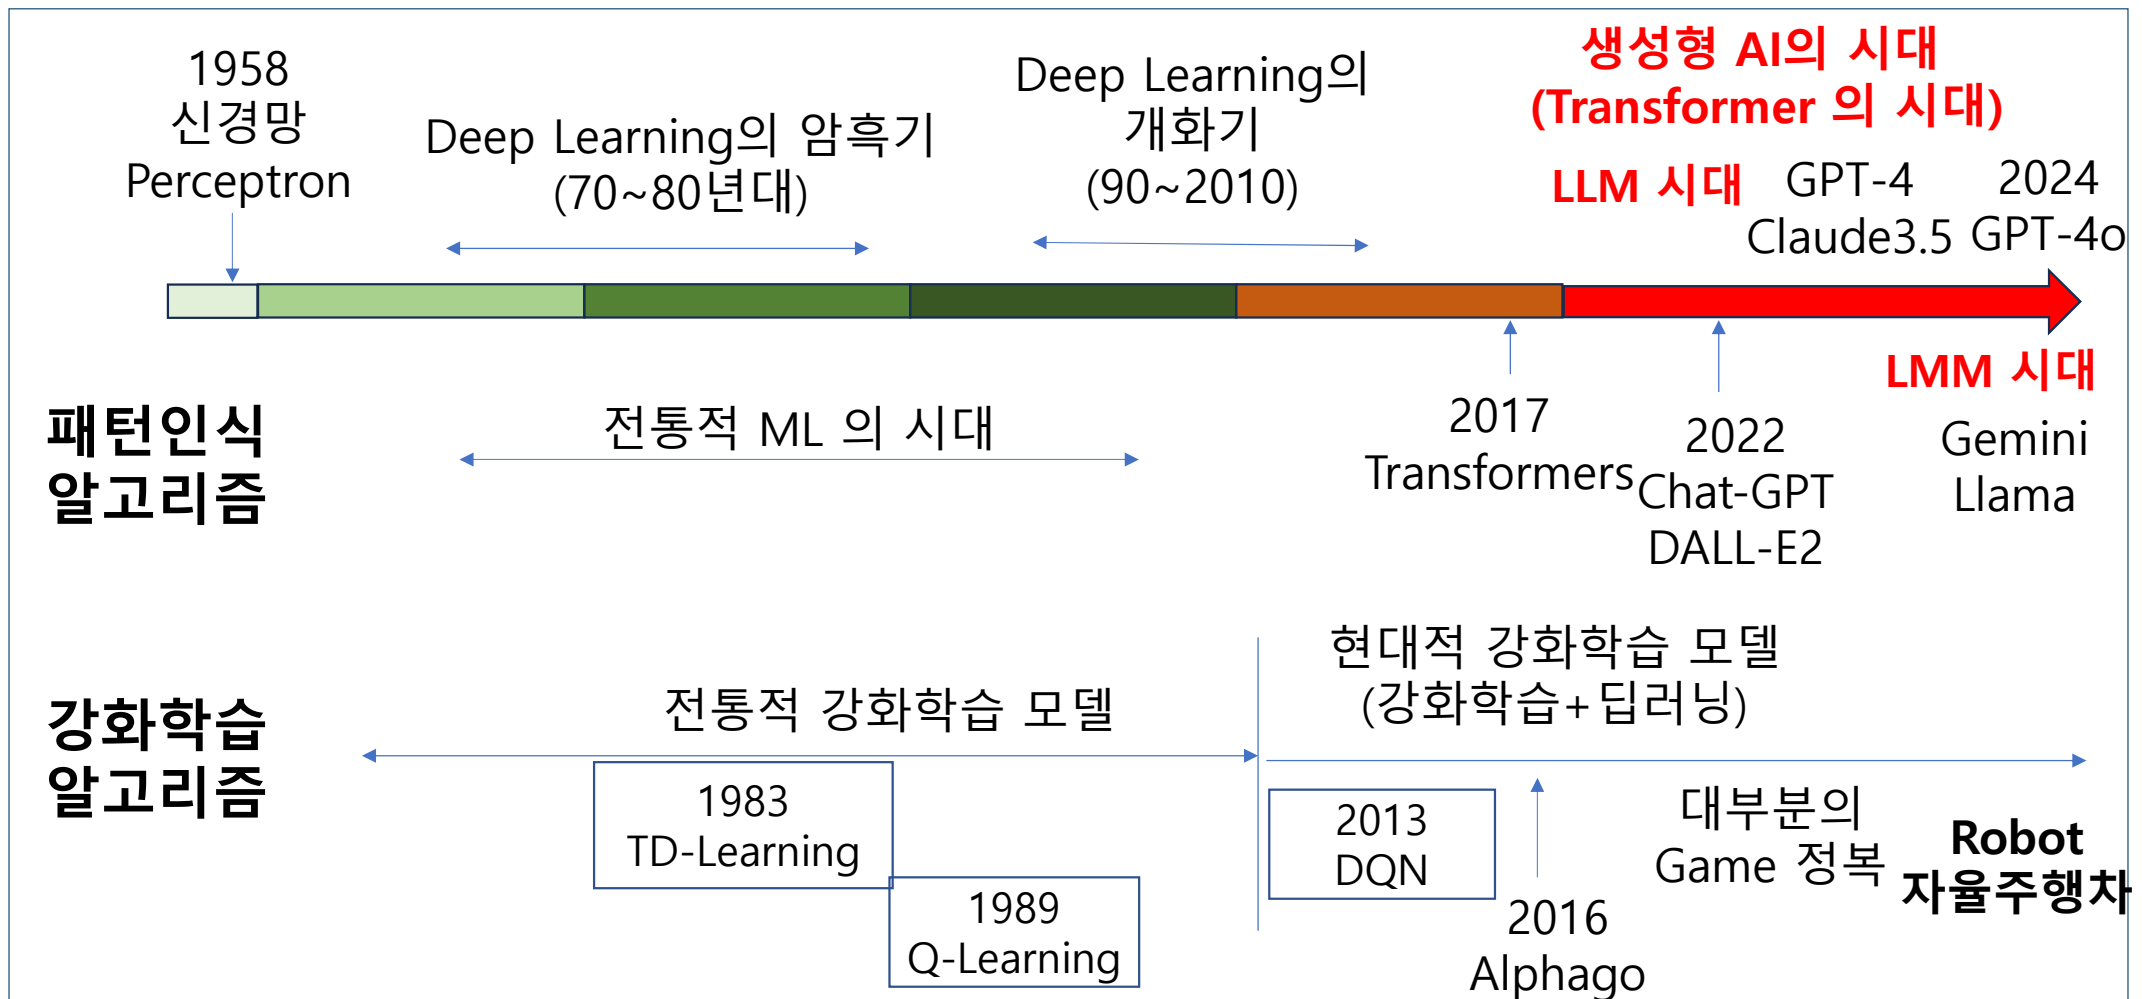 1958
신경망
Perceptron
Deep Learning의 암흑기
(70~80년대)
Deep Learning의
개화기
(90~2010)
생성형 AI의 시대
(Transformer 의 시대)
LLM 시대
GPT-4
Claude3.5
2024
GPT-4o
LMM 시대
패턴인식
알고리즘
전통적 ML 의 시대
2017
Transformers
2022
Chat-GPT
DALL-E2
Gemini
Llama
강화학습
알고리즘
전통적 강화학습 모델
현대적 강화학습 모델
(강화학습+딥러닝)
1983
TD-Learning
1989
Q-Learning
2013
DQN
2016
Alphago
대부분의
Game 정복
Robot
자율주행차